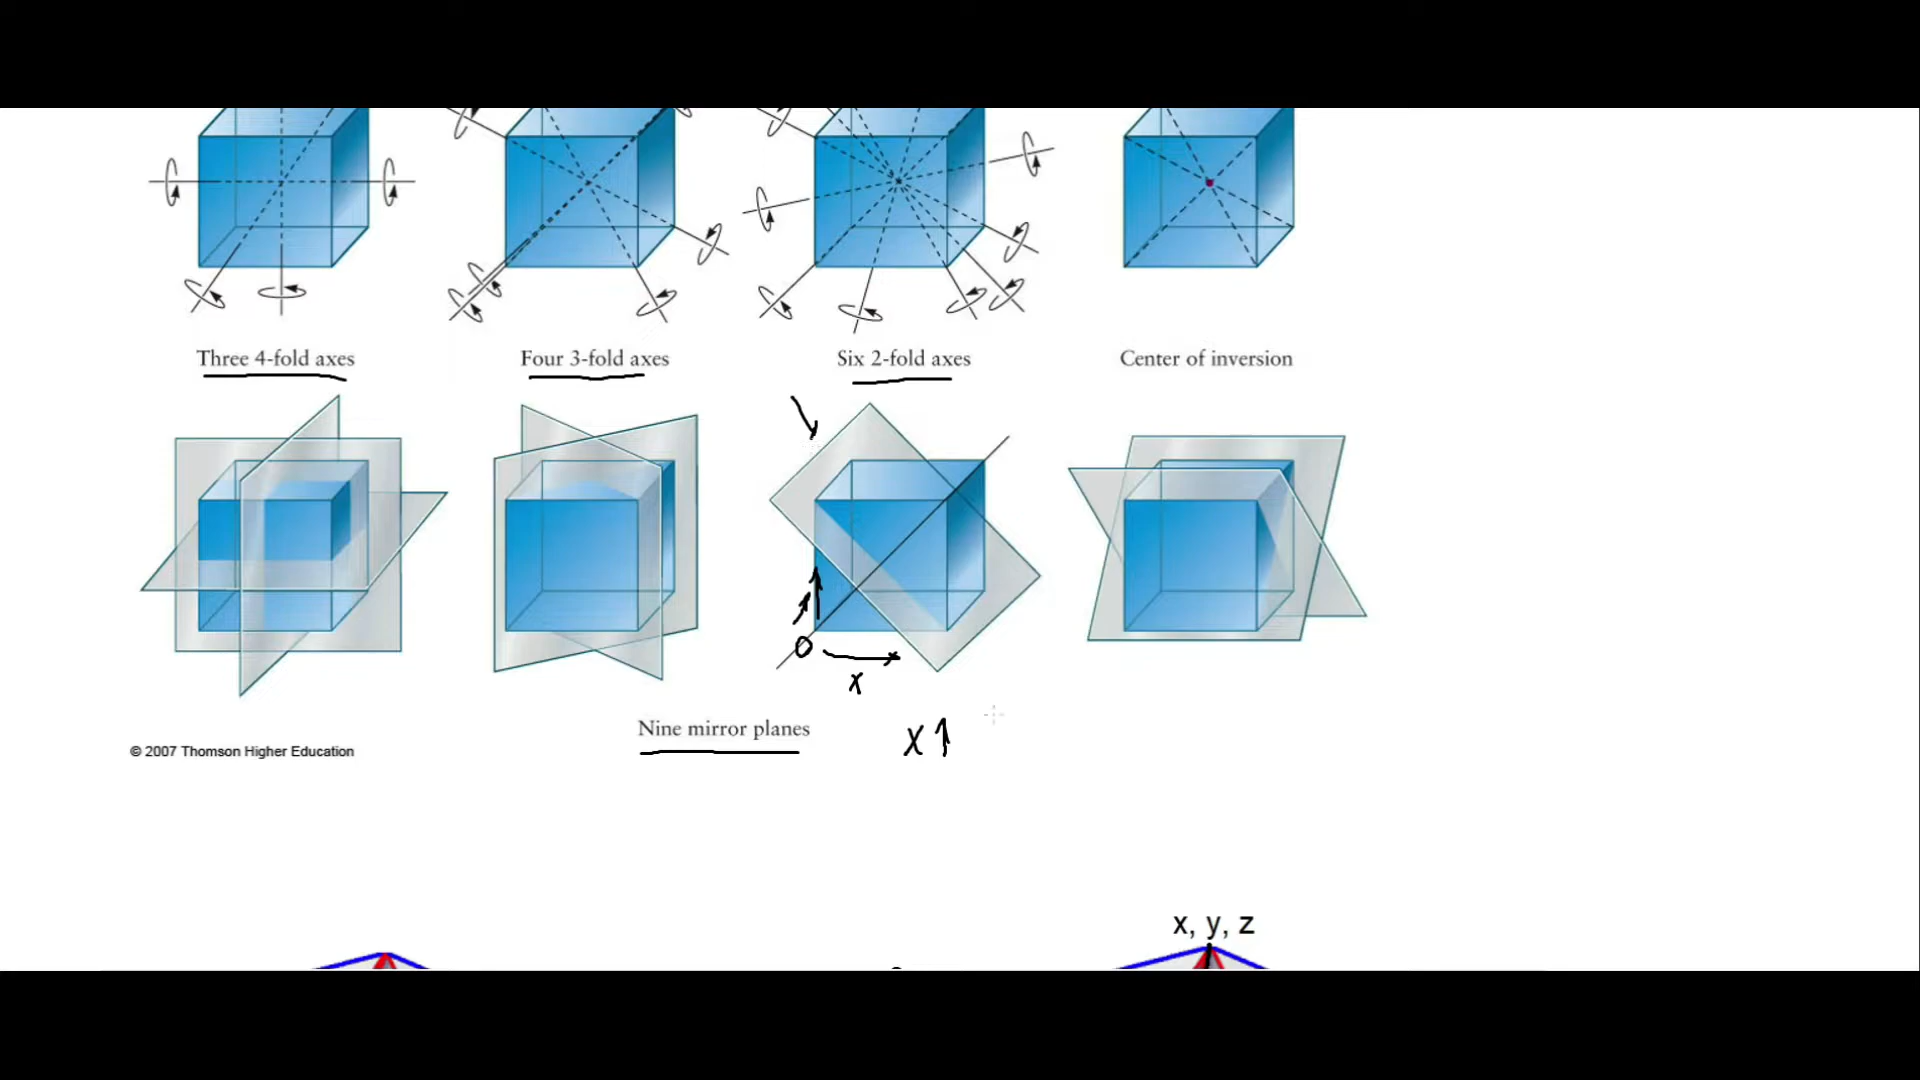 Three 4-fold axes
Four 3-fold axes
Six 2-fold axes
Center of inversion
O
x
Nine mirror planes
x↑
© 2007 Thomson Higher Education
x, y, z